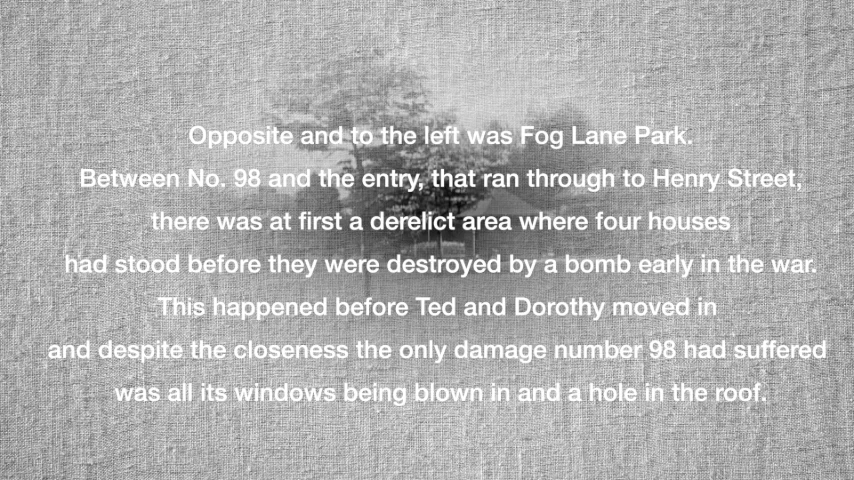 Opposite and to the left was Fog Lane Park.
Between No. 98 and the entry, that ran through to Henry Street,
there was at first a derelict area where four houses
had stood before they were destroyed by a bomb early in the war.
This happened before Ted and Dorothy moved in
and despite the closeness the only damage number 98 had suffered
was all its windows being blown in and a hole in the roof.